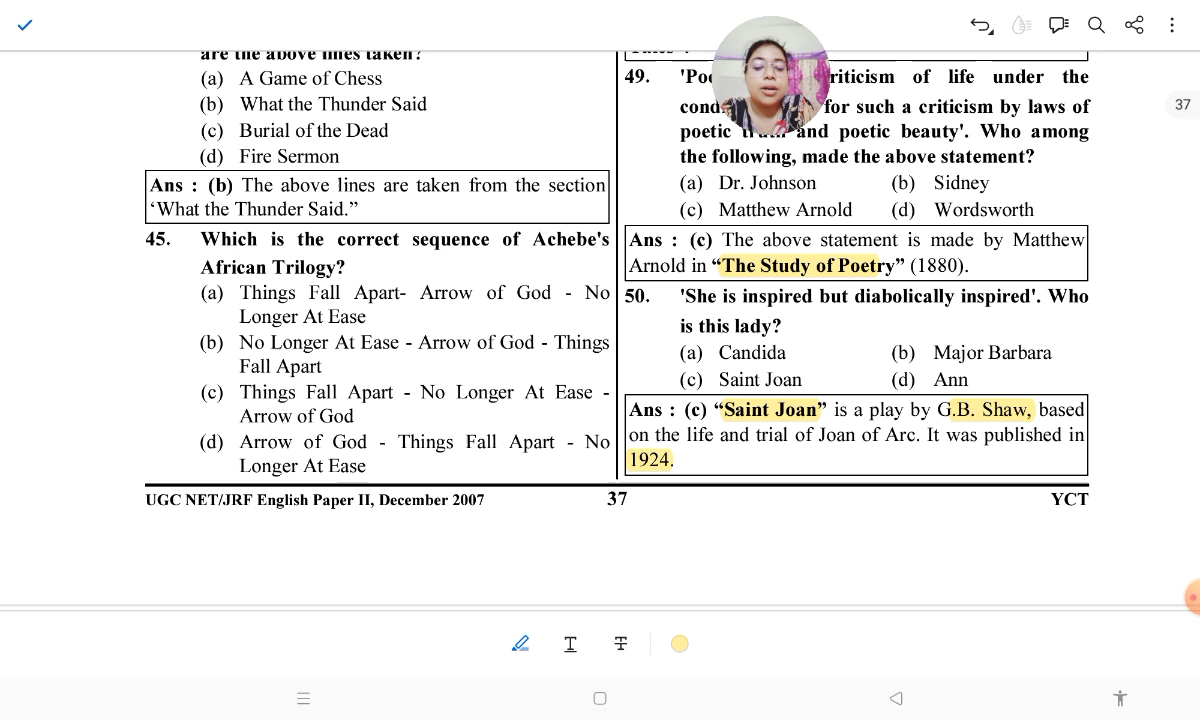 are the above lines taken?
(a) A Game of Chess
(b) What the Thunder Said
(c) Burial of the Dead
(d) Fire Sermon
Ans : (b) The above lines are taken from the section
‘What the Thunder Said.”
45. Which is the correct sequence of Achebe's
African Trilogy?
(a) Things Fall Apart- Arrow of God - No
Longer At Ease
(b) No Longer At Ease - Arrow of God - Things
Fall Apart
(c) Things Fall Apart - No Longer At Ease -
Arrow of God
(d) Arrow of God - Things Fall Apart - No
Longer At Ease
49. riticism of life under the
for such a criticism by laws of
poetic and poetic beauty'. Who among
the following, made the above statement?
(a) Dr. Johnson (b) Sidney
(c) Matthew Arnold (d) Wordsworth
Ans : (c) The above statement is made by Matthew
Arnold in “The Study of Poetry” (1880).
50. 'She is inspired but diabolically inspired'. Who
is this lady?
(a) Candida (b) Major Barbara
(c) Saint Joan (d) Ann
Ans : (c) “Saint Joan” is a play by G.B. Shaw, based
on the life and trial of Joan of Arc. It was published in
1924.
UGC NET/JRF English Paper II, December 2007 37 YCT
37